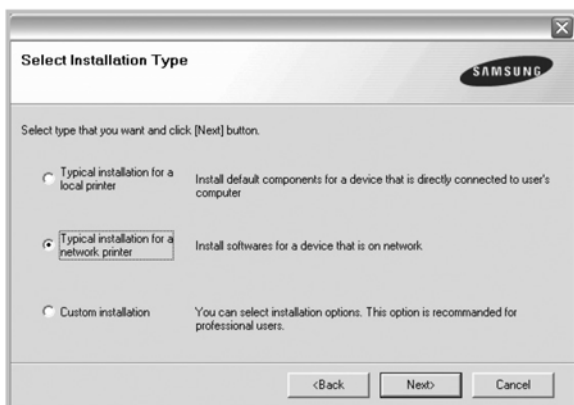 Select Installation Type
SAMSUNG
Select type that you want and click [Next] button.
Typical installation for a
local printer
Install default components for a device that is directly connected to user's
computer
Typical installation for a
network printer
Install softwares for a device that is on network.
Custom installation
You can select installation options. This option is recommanded for
professional users.
<Back
Next>
Cancel